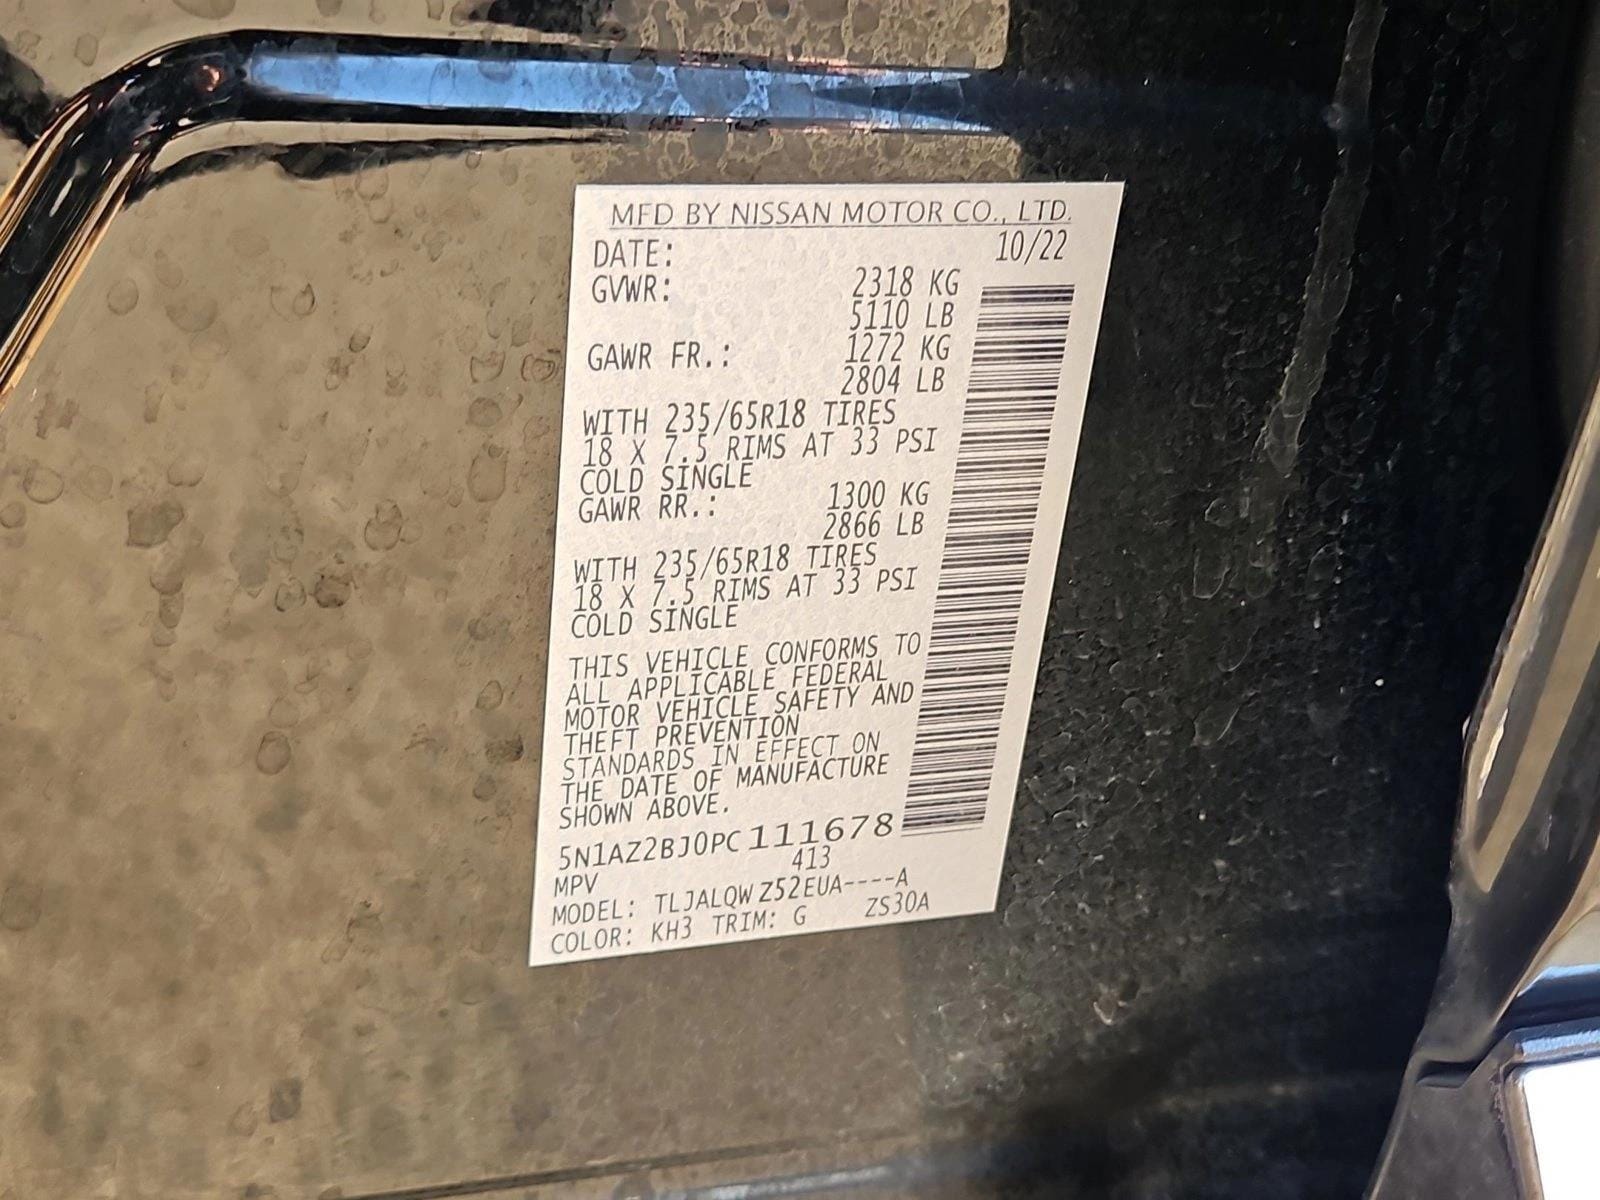 MFD BY NISSAN MOTOR CO., LTD.
DATE: 10/22
GVWR: 2318 KG
5110 LB
GAWR FR.: 1272 KG
2804 LB
WITH 235/65R18 TIRES
18 X 7.5 RIMS AT 33 PSI
COLD SINGLE
GAWR RR.: 1300 KG
2866 LB
WITH 235/65R18 TIRES
18 X 7.5 RIMS AT 33 PSI
COLD SINGLE
THIS VEHICLE CONFORMS TO
ALL APPLICABLE FEDERAL
MOTOR VEHICLE SAFETY AND
THEFT PREVENTION
STANDARDS IN EFFECT ON
THE DATE OF MANUFACTURE
SHOWN ABOVE.
5N1AZ2BJ0PC111678
MPV 413
MODEL: TLJALQW Z52EUA----A
COLOR: KH3 TRIM: G ZS30A